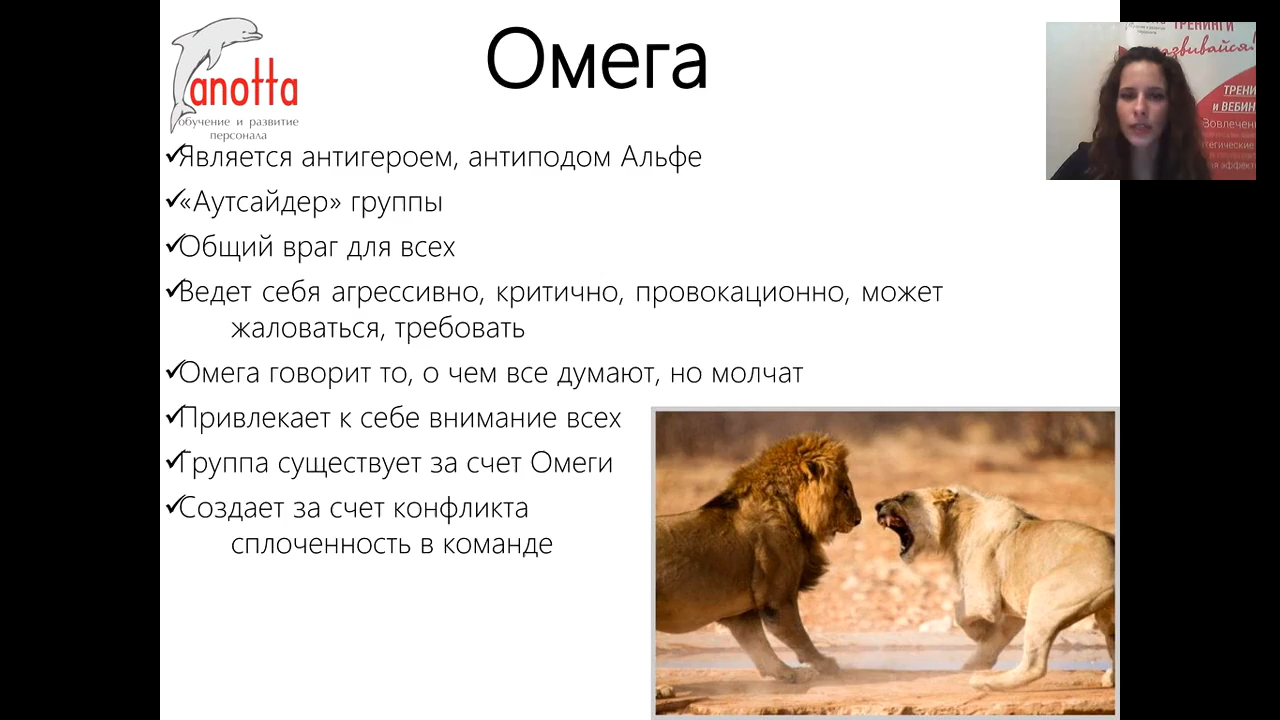 Омега
anotta
обучение и развитие
персонала
Является антигероем, антиподом Альфе
«Аутсайдер» группы
Общий враг для всех
Ведет себя агрессивно, критично, провокационно, может
жаловаться, требовать
Омега говорит то, о чем все думают, но молчат
Привлекает к себе внимание всех
Группа существует за счет Омеги
Создает за счет конфликта
сплоченность в команде
ТРЕНИНГИ